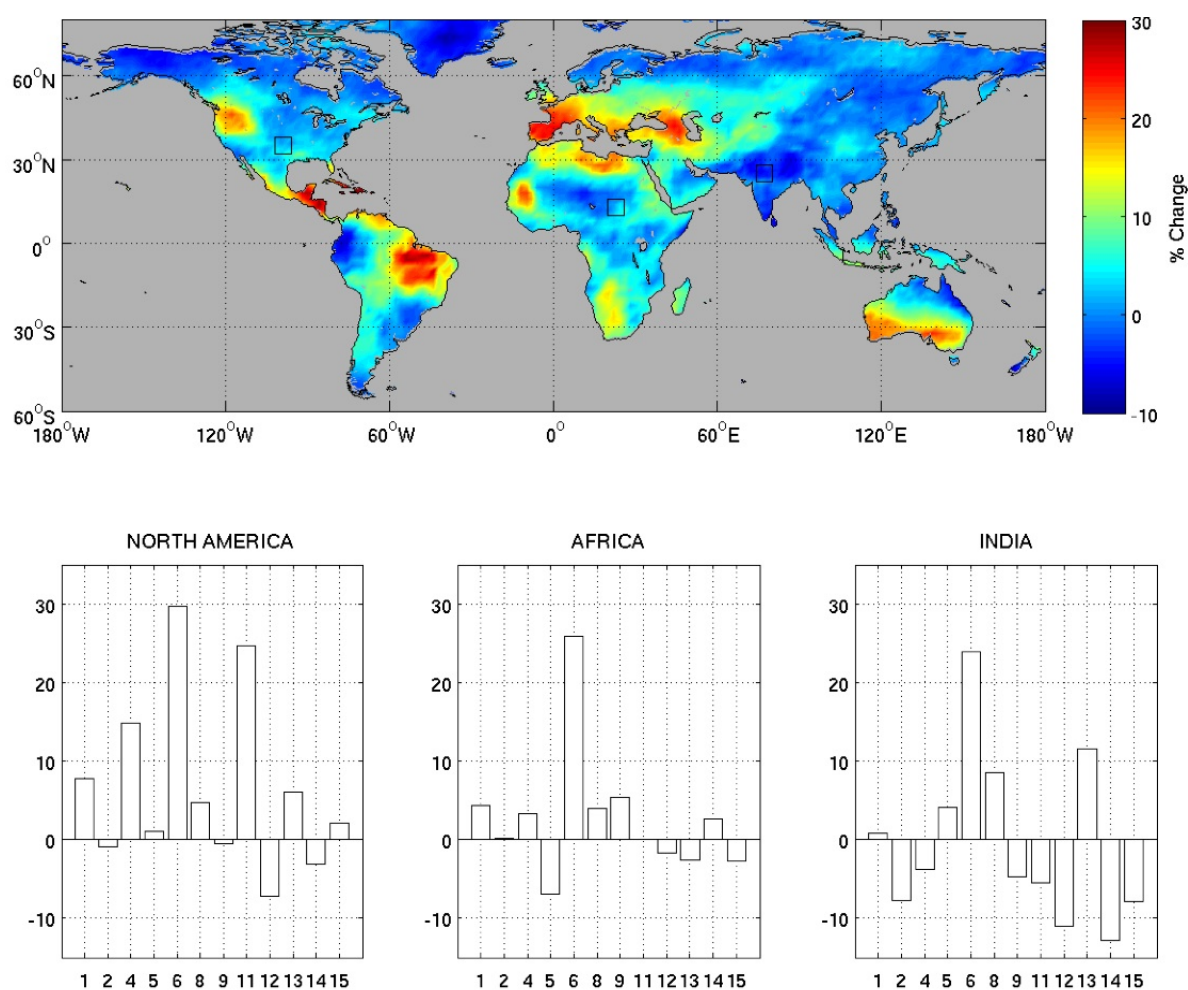 30
60°N
20
30°N
10
0°
% Change
0
30°S
60°S
-10
180°W 120°W 60°W 0° 60°E 120°E 180°W
NORTH AMERICA AFRICA INDIA
30 30 30
20 20 20
10 10 10
0 0 0
-10 -10 -10
1 2 4 5 6 8 9 11 12 13 14 15 1 2 4 5 6 8 9 11 12 13 14 15 1 2 4 5 6 8 9 11 12 13 14 15